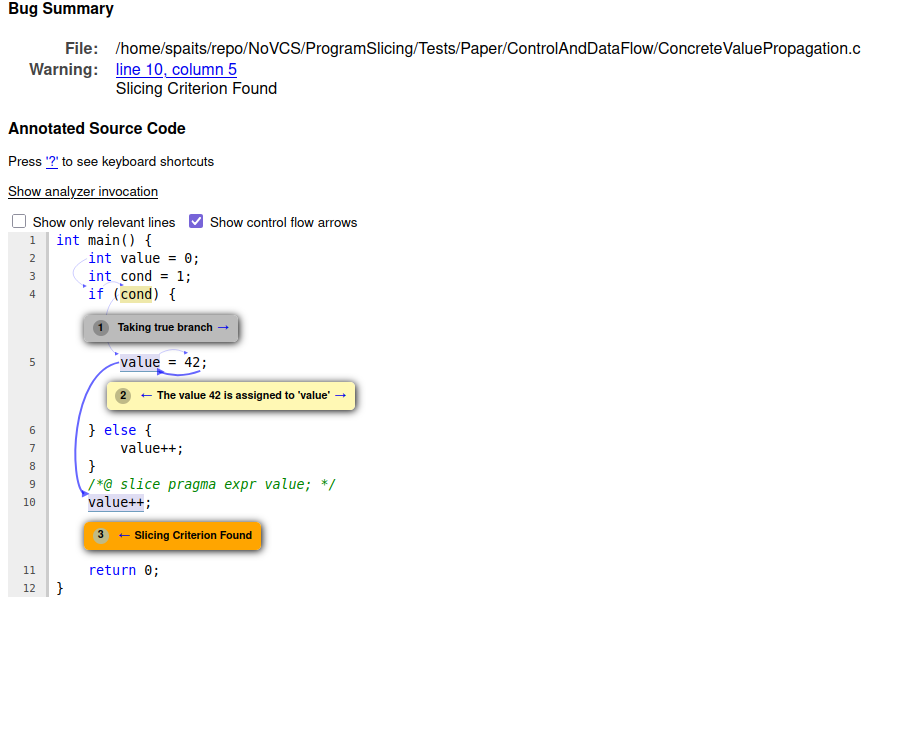 Bug Summary
File: /home/spaits/repo/NoVCS/ProgramSlicing/Tests/Paper/ControlAndDataFlow/ConcreteValuePropagation.c
Warning: line 10, column 5
Slicing Criterion Found
Annotated Source Code
Press '?' to see keyboard shortcuts
Show analyzer invocation
Show only relevant lines Show control flow arrows
1 int main() {
2 int value = 0;
3 int cond = 1;
4 if (cond) {
1 Taking true branch →
5 value = 42;
2 ← The value 42 is assigned to 'value' →
6 } else {
7 value++;
8 }
9 /*@ slice pragma expr value; */
10 value++;
3 ← Slicing Criterion Found
11 return 0;
12 }